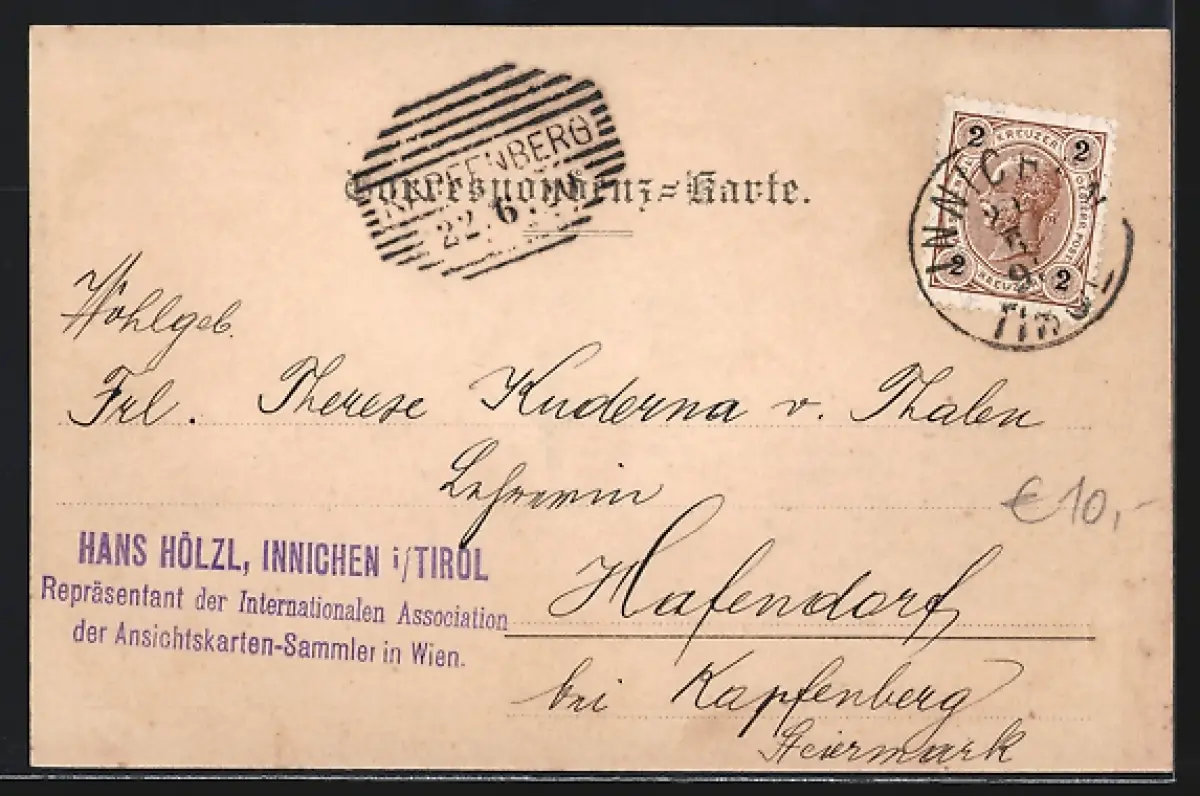 KAPFENBERG
22. 6.
Correspondenz-Karte.
2 KREUZER 2
2 KREUZER 2
INNICHEN
TIROL
Wohlgeb.
Frl. Therese Kuderna v. Thalen
Lehrerin
€ 10,-
HANS HÖLZL, INNICHEN i/TIROL
Repräsentant der Internationalen Association
der Ansichtskarten-Sammler in Wien.
Hafendorf
bei Kapfenberg
Steiermark